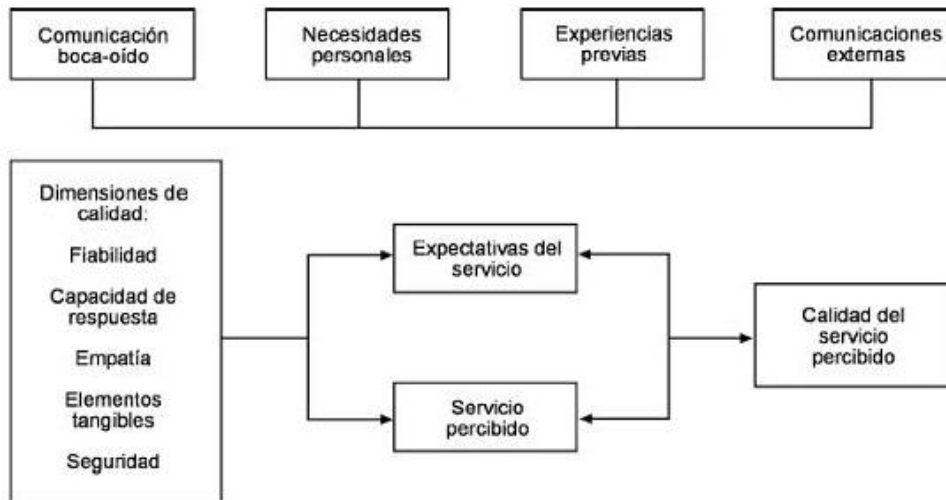 Comunicación
boca-oído
Necesidades
personales
Experiencias
previas
Comunicaciones
externas
Dimensiones de
calidad:
Fiabilidad
Capacidad de
respuesta
Empatía
Elementos
tangibles
Seguridad
Expectativas del
servicio
Servicio
percibido
Calidad del
servicio
percibido